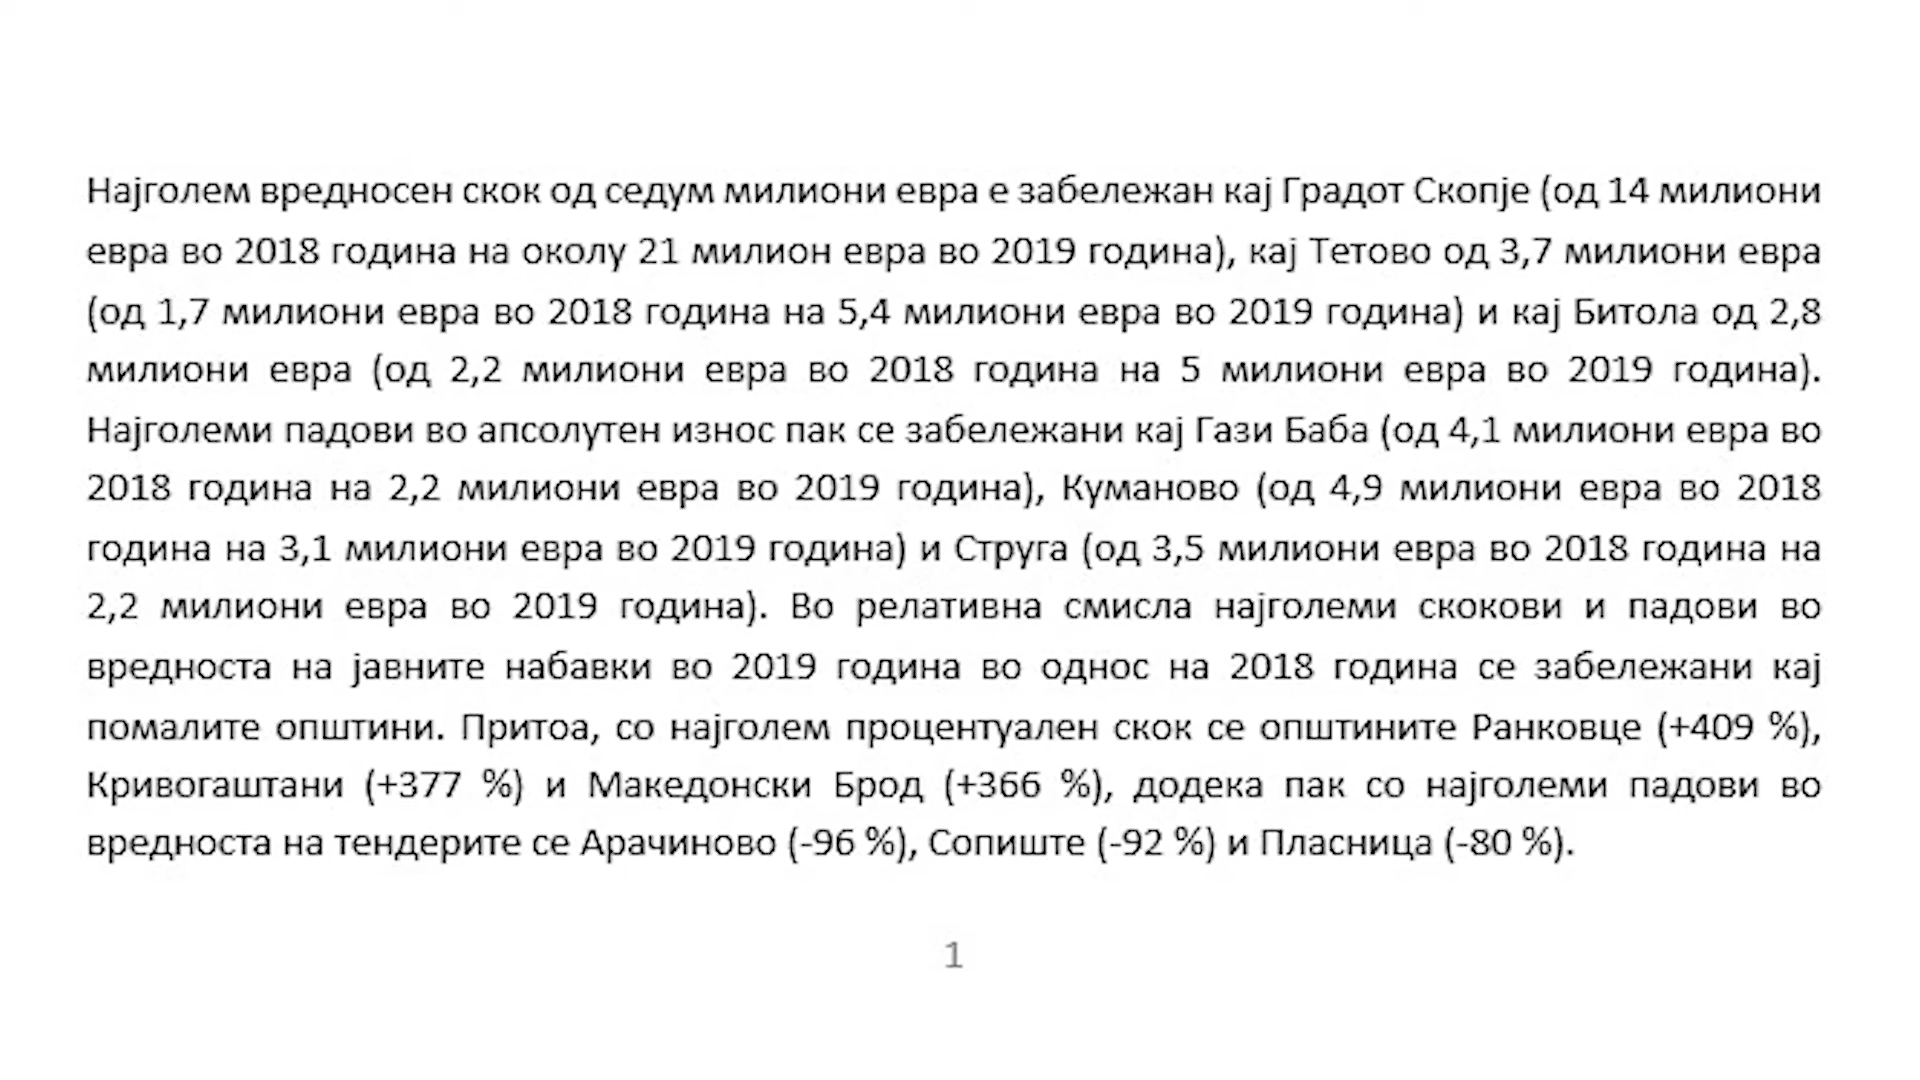 Најголем вредносен скок од седум милиони евра е забележан кај Градот Скопје (од 14 милиони
евра во 2018 година на околу 21 милион евра во 2019 година), кај Тетово од 3,7 милиони евра
(од 1,7 милиони евра во 2018 година на 5,4 милиони евра во 2019 година) и кај Битола од 2,8
милиони евра (од 2,2 милиони евра во 2018 година на 5 милиони евра во 2019 година).
Најголеми падови во апсолутен износ пак се забележани кај Гази Баба (од 4,1 милиони евра во
2018 година на 2,2 милиони евра во 2019 година), Куманово (од 4,9 милиони евра во 2018
година на 3,1 милиони евра во 2019 година) и Струга (од 3,5 милиони евра во 2018 година на
2,2 милиони евра во 2019 година). Во релативна смисла најголеми скокови и падови во
вредноста на јавните набавки во 2019 година во однос на 2018 година се забележани кај
помалите општини. Притоа, со најголем процентуален скок се општините Ранковце (+409 %),
Кривогаштани (+377 %) и Македонски Брод (+366 %), додека пак со најголеми падови во
вредноста на тендерите се Арачиново (-96 %), Сопиште (-92 %) и Пласница (-80 %).
1